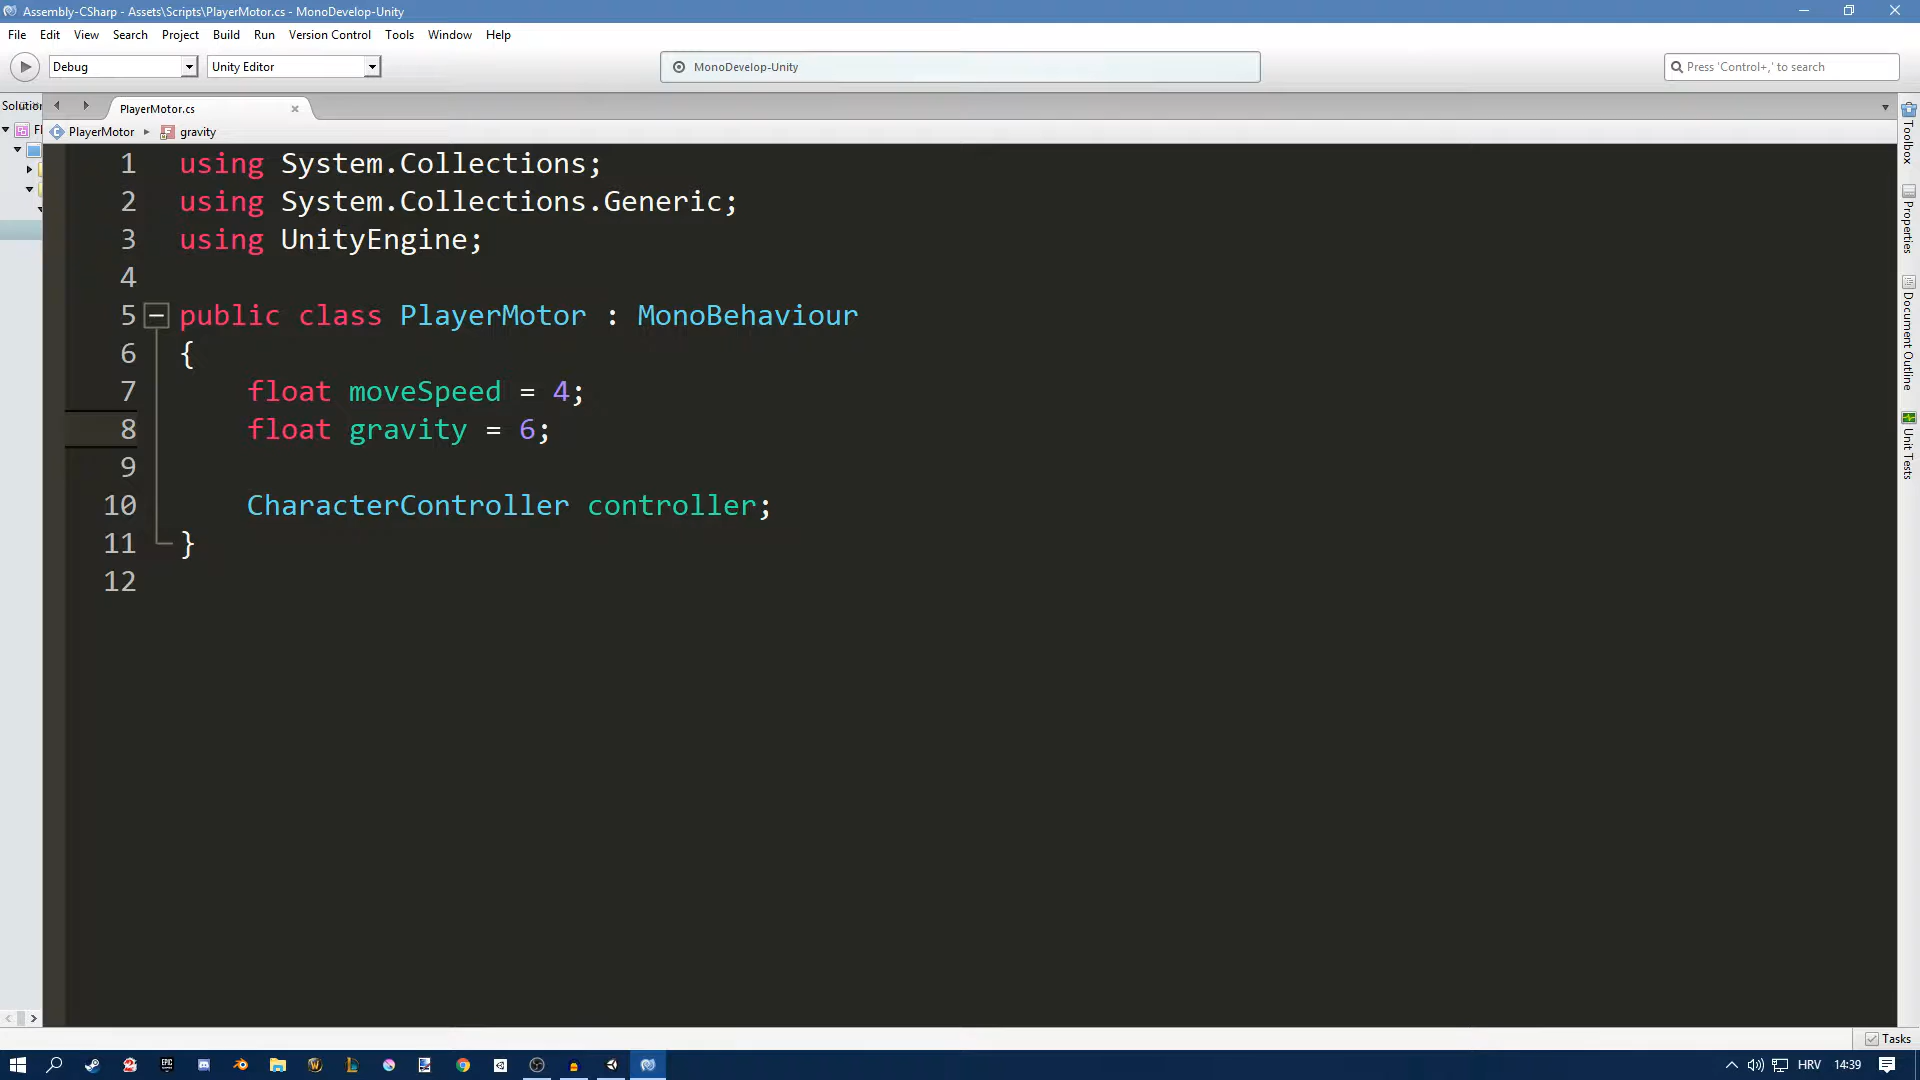 Assembly-CSharp - Assets\Scripts\PlayerMotor.cs - MonoDevelop-Unity
File Edit View Search Project Build Run Version Control Tools Window Help
Debug Unity Editor MonoDevelop-Unity Press 'Control+,' to search
Solution PlayerMotor.cs
PlayerMotor gravity
1 using System.Collections;
2 using System.Collections.Generic;
3 using UnityEngine;
4
5 public class PlayerMotor : MonoBehaviour
6 {
7 float moveSpeed = 4;
8 float gravity = 6;
9
10 CharacterController controller;
11 }
12
Toolbox
Properties
Document Outline
Unit Tests
Tasks
HRV 14:39